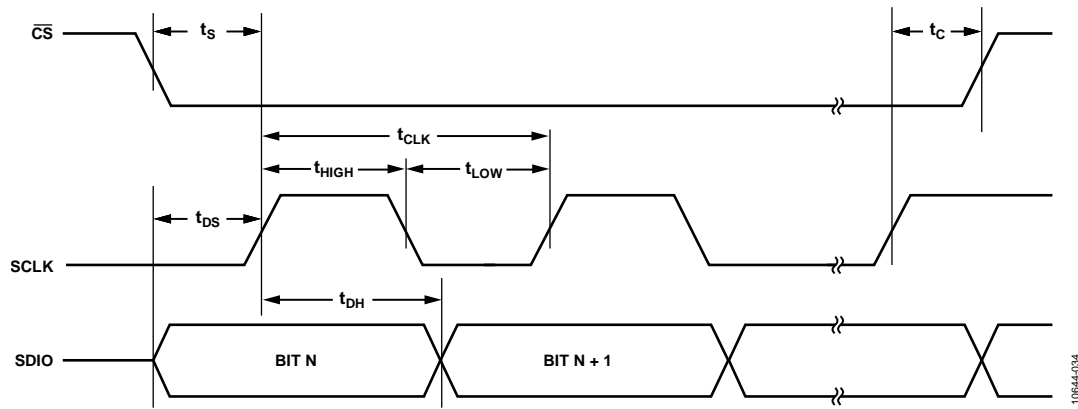 CS
tS
tC
tCLK
tHIGH
tLOW
tDS
SCLK
tDH
SDIO
BIT N
BIT N + 1
10644-034